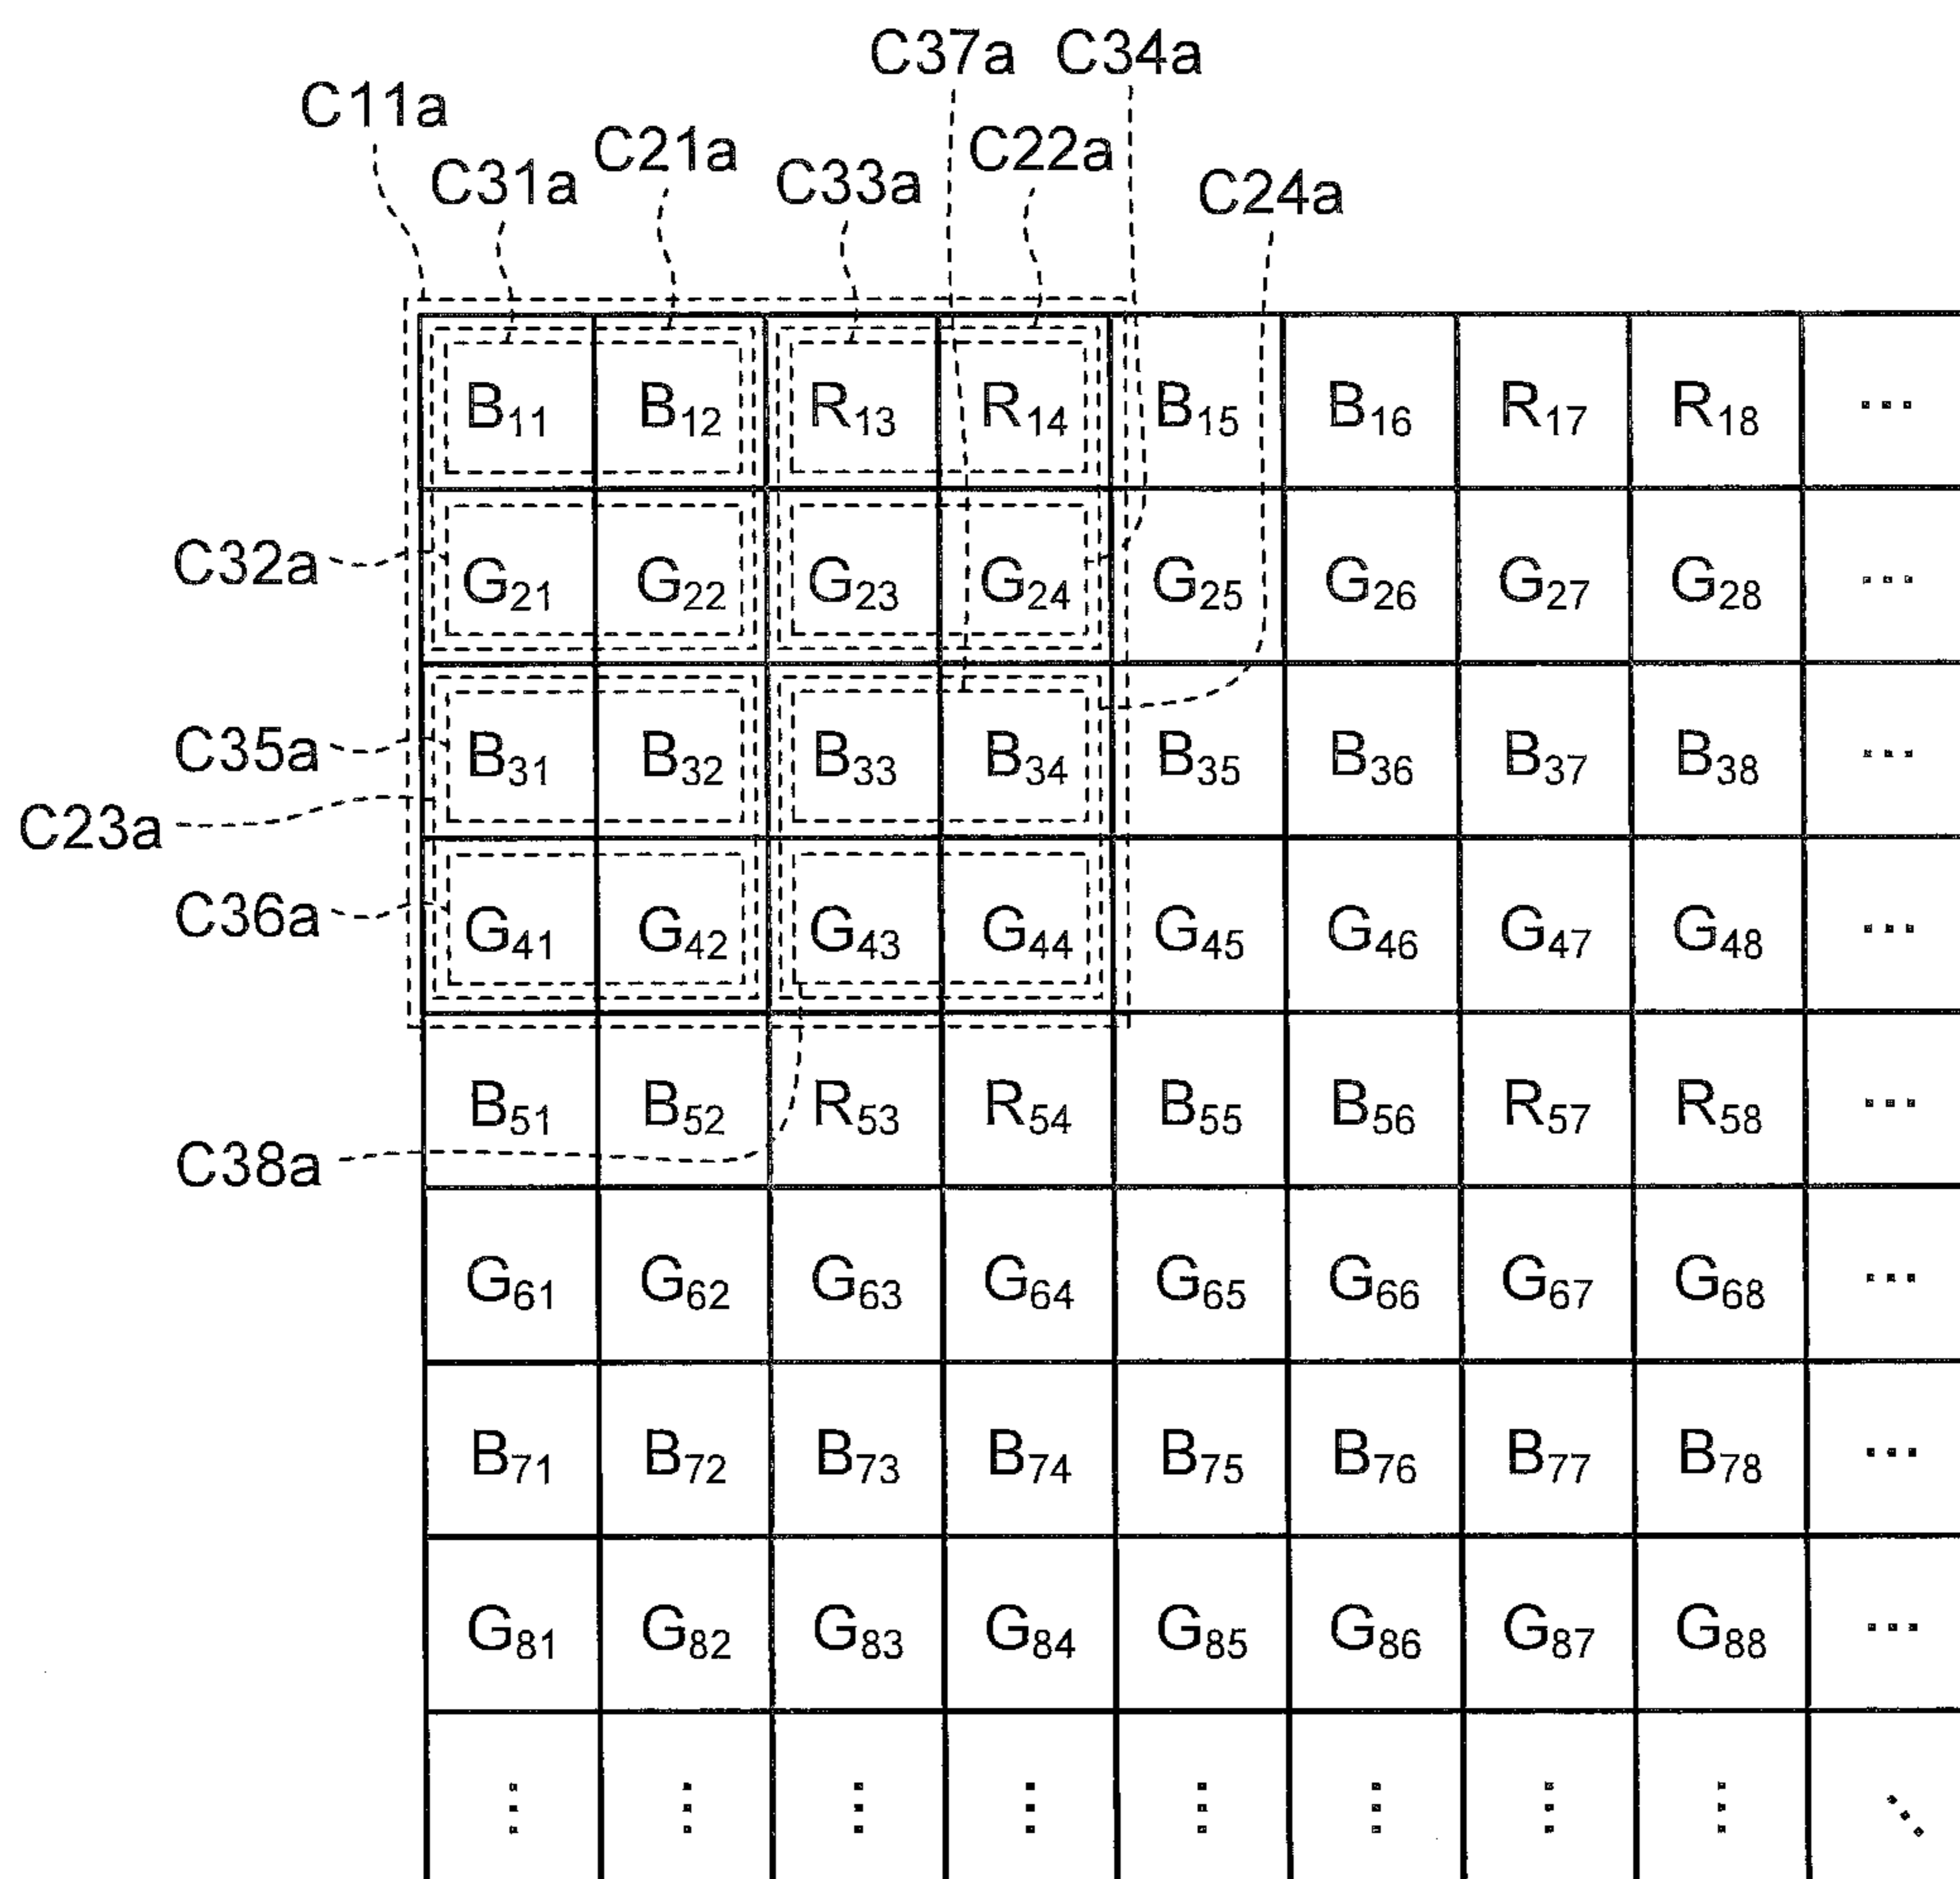 C37a C34a
C11a
C31a C21a C33a C22a C24a
B11 B12 R13 R14 B15 B16 R17 R18 ...
C32a G21 G22 G23 G24 G25 G26 G27 G28 ...
C35a B31 B32 B33 B34 B35 B36 B37 B38 ...
C23a
C36a G41 G42 G43 G44 G45 G46 G47 G48 ...
B51 B52 R53 R54 B55 B56 R57 R58 ...
C38a
G61 G62 G63 G64 G65 G66 G67 G68 ...
B71 B72 B73 B74 B75 B76 B77 B78 ...
G81 G82 G83 G84 G85 G86 G87 G88 ...